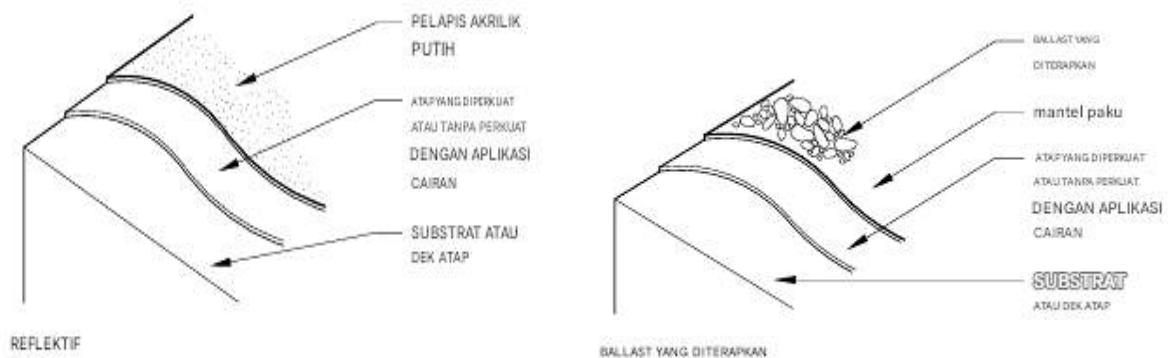 PELAPIS AKRILIK
PUTIH
ATAP YANG DIPERKUAT
ATAU TANPA PERKUAT
DENGAN APLIKASI
CAIRAN
SUBSTRAT ATAU
DEK ATAP
REFLEKTIF
BALLAST YANG
DITERAPKAN
mantel paku
ATAP YANG DIPERKUAT
ATAU TANPA PERKUAT.
DENGAN APLIKASI
CAIRAN
SUBSTRAT
ATAU DEK ATAP
BALLAST YANG DITERAPKAN